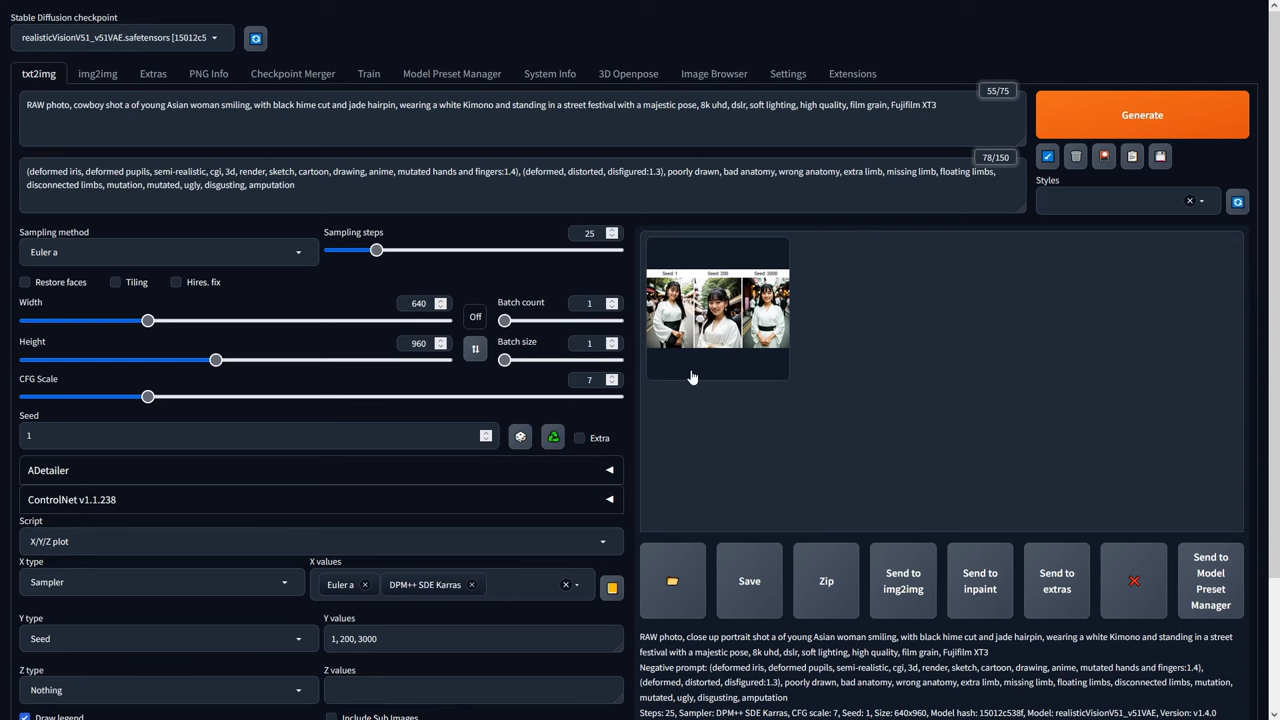 Stable Diffusion checkpoint
realisticVisionV51_v51VAE.safetensors [15012c5
txt2img img2img Extras PNG Info Checkpoint Merger Train Model Preset Manager System Info 3D Openpose Image Browser Settings Extensions
55/75
RAW photo, cowboy shot a of young Asian woman smiling, with black hime cut and jade hairpin, wearing a white Kimono and standing in a street festival with a majestic pose, 8k uhd, dslr, soft lighting, high quality, film grain, Fujifilm XT3
Generate
78/150
(deformed iris, deformed pupils, semi-realistic, cgi, 3d, render, sketch, cartoon, drawing, anime, mutated hands and fingers:1.4), (deformed, distorted, disfigured:1.3), poorly drawn, bad anatomy, wrong anatomy, extra limb, missing limb, floating limbs,
disconnected limbs, mutation, mutated, ugly, disgusting, amputation
Styles
Sampling method
Euler a
Sampling steps
25
Restore faces Tiling Hires. fix
Width
640
Height
960
Off
Batch count
1
Batch size
1
CFG Scale
7
Seed
1
Extra
ADetailer
ControlNet v1.1.238
Script
X/Y/Z plot
X type
Sampler
X values
Euler a DPM++ SDE Karras
Y type
Seed
Y values
1, 200, 3000
Z type
Nothing
Z values
Draw legend
Include Sub Images
Seed: 1 Seed: 200 Seed: 3000
Save
Zip
Send to
img2img
Send to
inpaint
Send to
extras
Send to
Model
Preset
Manager
RAW photo, close up portrait shot a of young Asian woman smiling, with black hime cut and jade hairpin, wearing a white Kimono and standing in a street
festival with a majestic pose, 8k uhd, dslr, soft lighting, high quality, film grain, Fujifilm XT3
Negative prompt: (deformed iris, deformed pupils, semi-realistic, cgi, 3d, render, sketch, cartoon, drawing, anime, mutated hands and fingers:1.4),
(deformed, distorted, disfigured:1.3), poorly drawn, bad anatomy, wrong anatomy, extra limb, missing limb, floating limbs, disconnected limbs, mutation,
mutated, ugly, disgusting, amputation
Steps: 25, Sampler: DPM++ SDE Karras, CFG scale: 7, Seed: 1, Size: 640x960, Model hash: 15012c538f, Model: realisticVisionV51_v51VAE, Version: v1.4.0